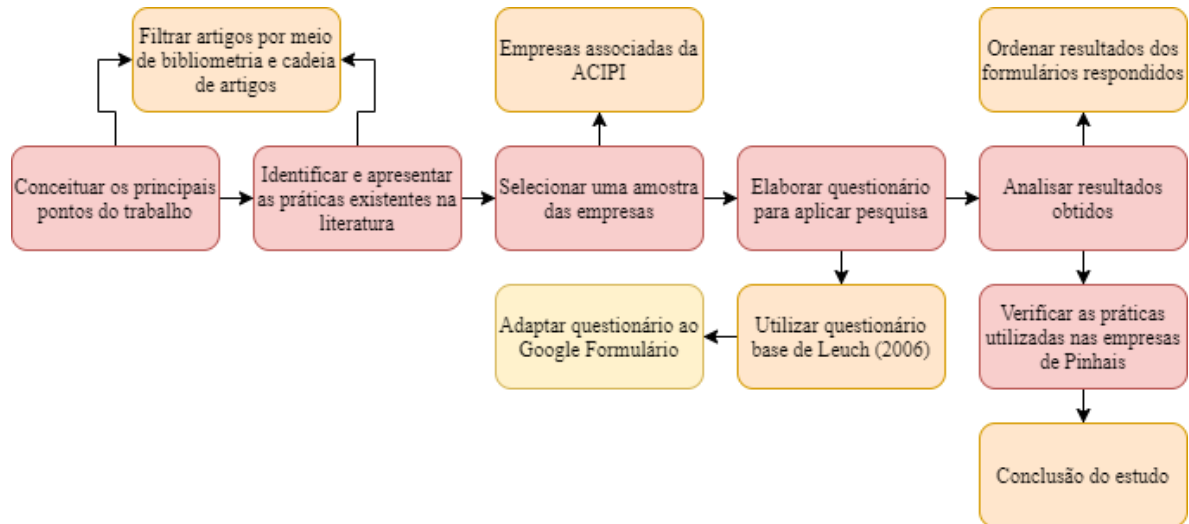 Filtrar artigos por meio
de bibliometria e cadeia
de artigos
Empresas associadas da
ACIPI
Ordenar resultados dos
formulários respondidos
Conceituar os principais
pontos do trabalho
Identificar e apresentar
as práticas existentes na
literatura
Selecionar uma amostra
das empresas
Elaborar questionário
para aplicar pesquisa
Analisar resultados
obtidos
Adaptar questionário ao
Google Formulário
Utilizar questionário
base de Leuch (2006)
Verificar as práticas
utilizadas nas empresas
de Pinhais
Conclusão do estudo